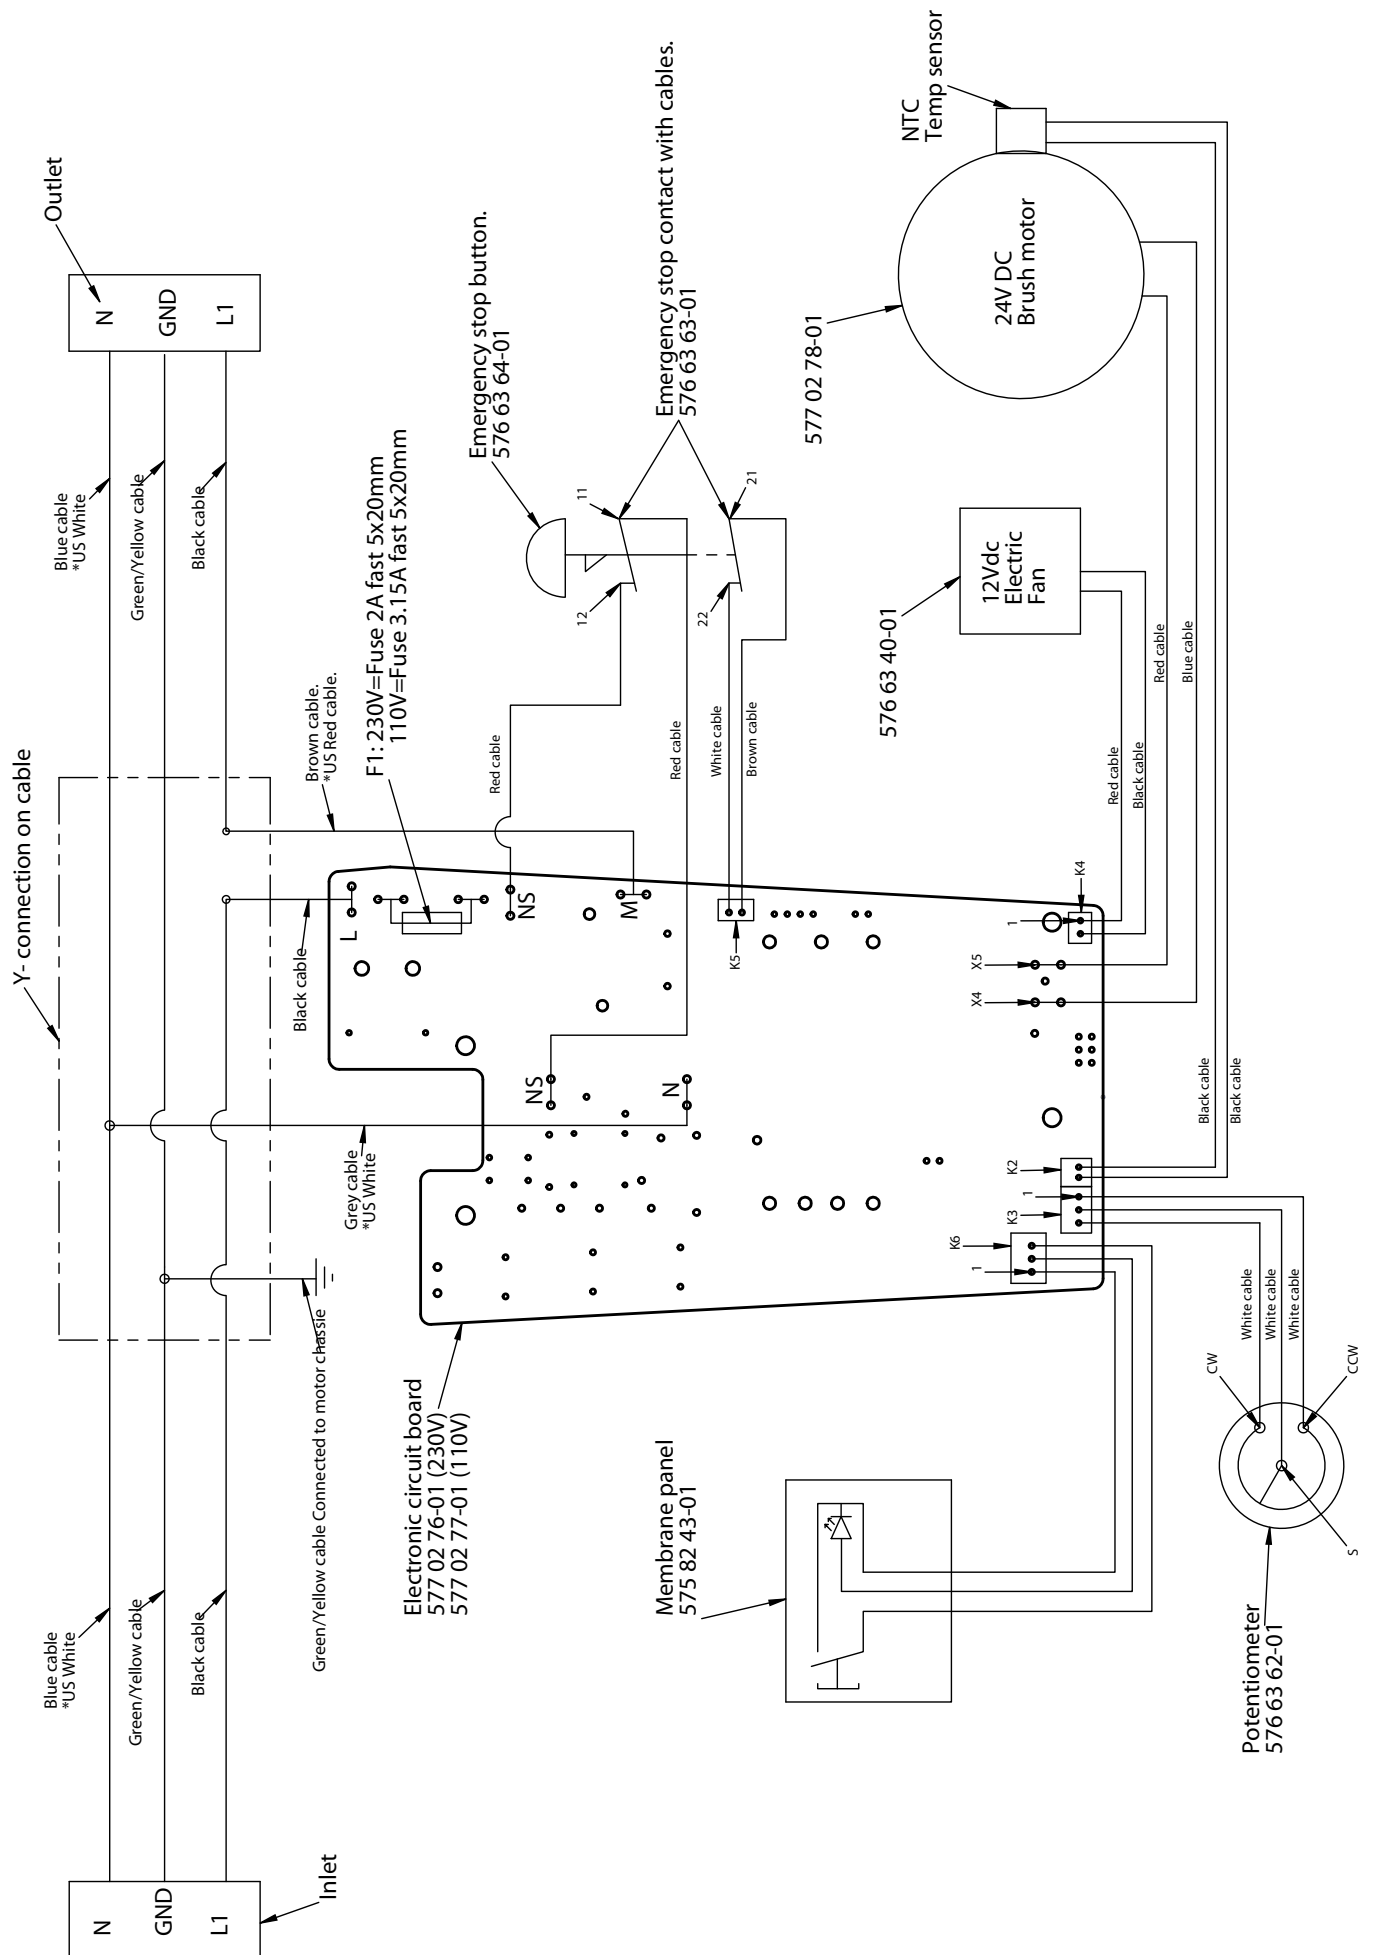 Y- connection on cable
Outlet
N
GND
L1
Blue cable
*US White
Green/Yellow cable
Black cable
Brown cable.
*US Red cable.
F1: 230V=Fuse 2A fast 5x20mm
110V=Fuse 3.15A fast 5x20mm
Emergency stop button.
576 63 64-01
Emergency stop contact with cables.
576 63 63-01
11
12
21
22
Red cable
Red cable
White cable
Brown cable
577 02 78-01
24V DC
Brush motor
NTC
Temp sensor
576 63 40-01
12Vdc
Electric
Fan
Red cable
Black cable
Red cable
Blue cable
Black cable
Black cable
Black cable
L
NS
M
K5
NS
N
X5
X4
1
K4
K2
1
K3
K6
1
Grey cable
*US White
Green/Yellow cable Connected to motor chassie
Electronic circuit board
577 02 76-01 (230V)
577 02 77-01 (110V)
Membrane panel
575 82 43-01
White cable
White cable
White cable
CW
CCW
S
Potentiometer
576 63 62-01
Blue cable
*US White
Green/Yellow cable
Black cable
N
GND
L1
Inlet